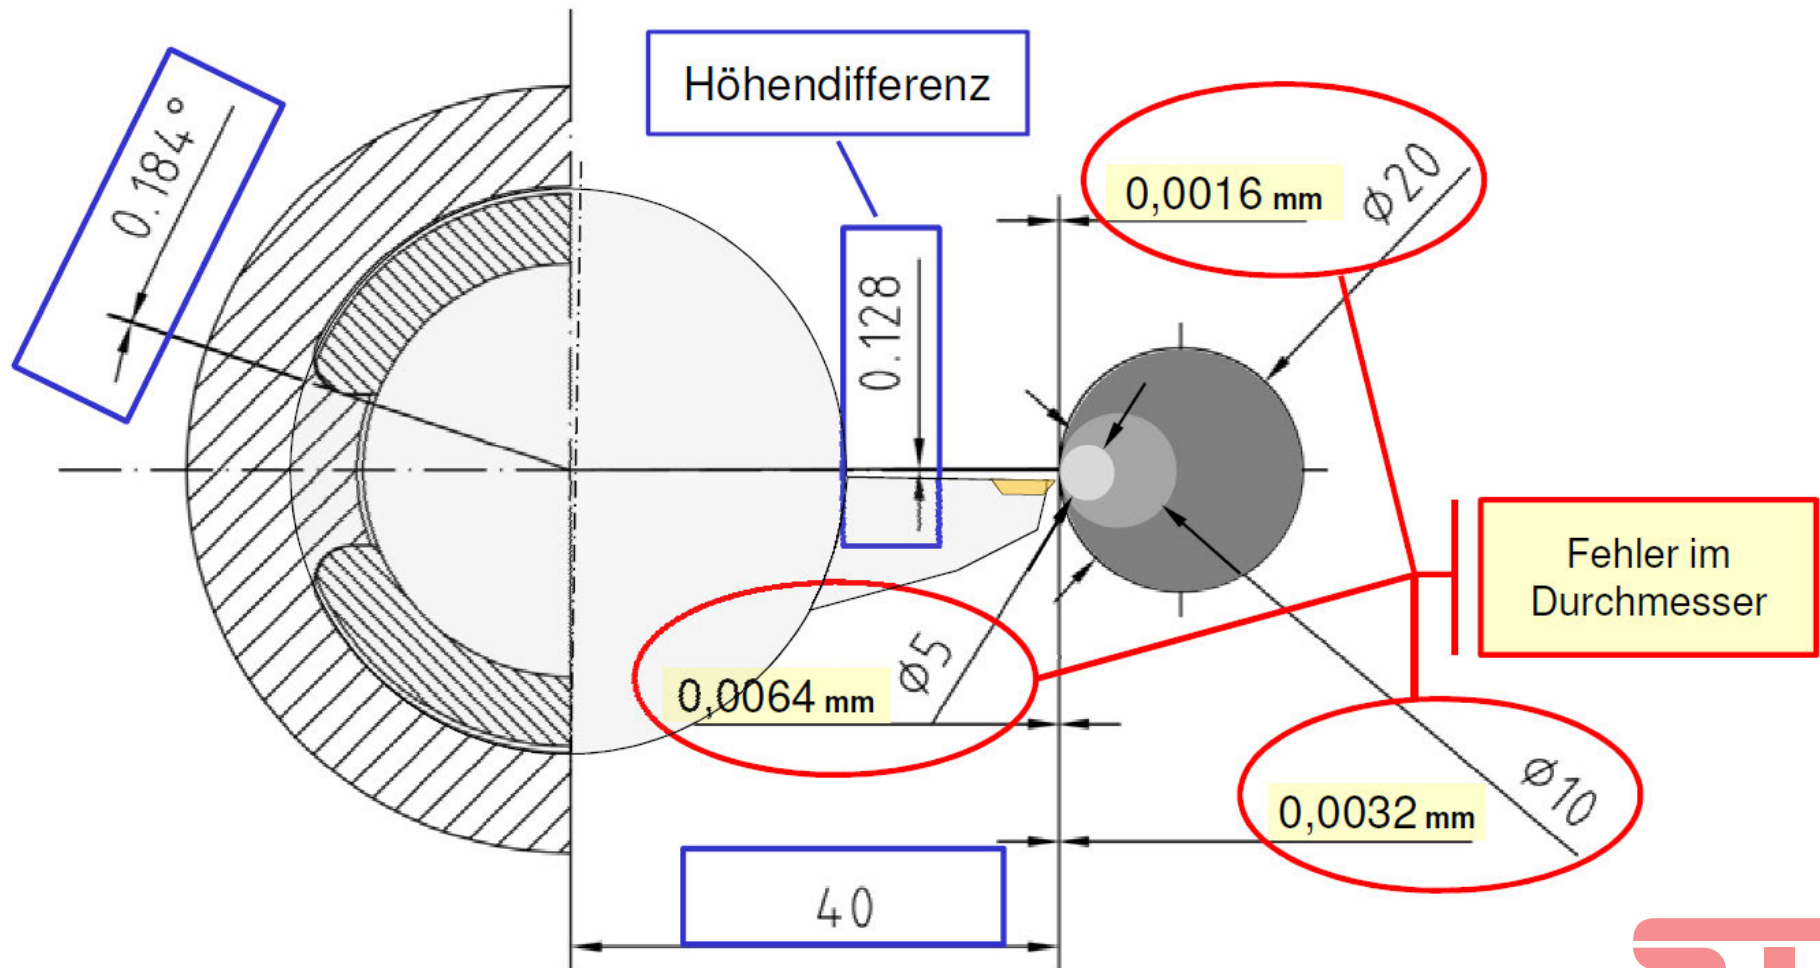 Höhendifferenz
0.184°
0,0016 mm
Ø20
0.128
Fehler im
Durchmesser
Ø5
0,0064 mm
Ø10
0,0032 mm
40